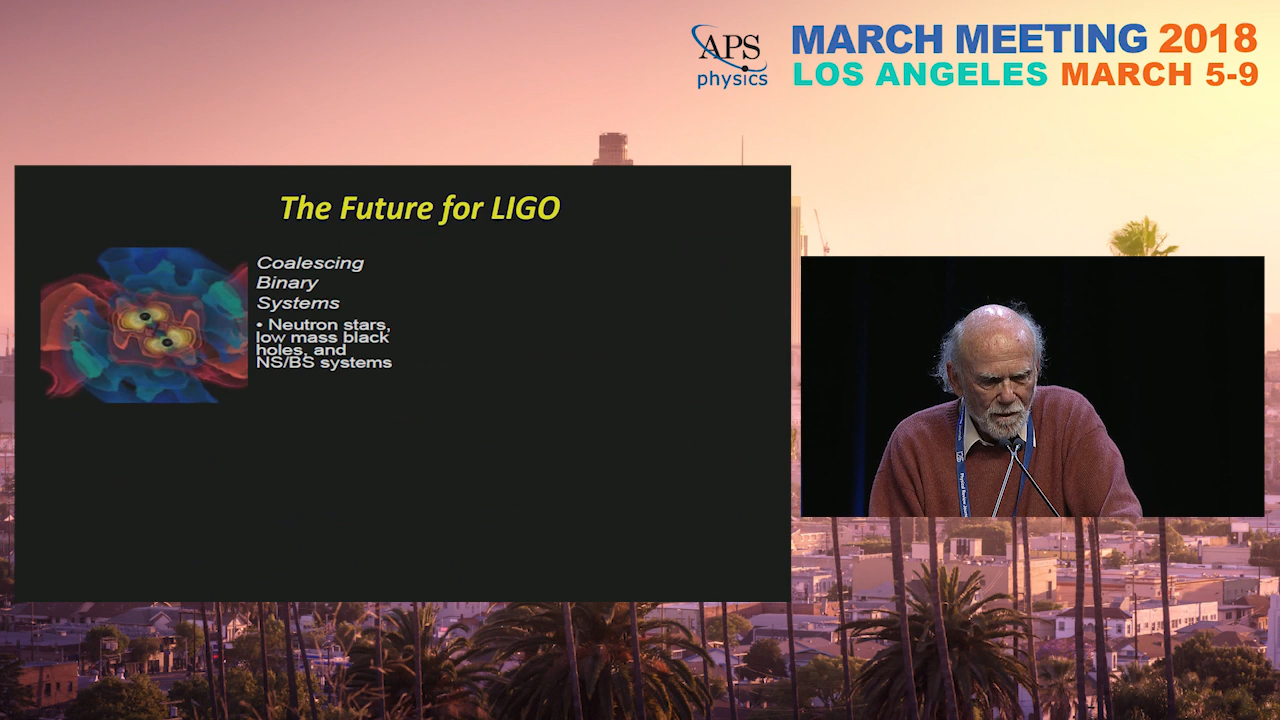 APS
physics
MARCH MEETING 2018
LOS ANGELES MARCH 5-9
The Future for LIGO
Coalescing
Binary
Systems
• Neutron stars,
low mass black
holes, and
NS/BS systems